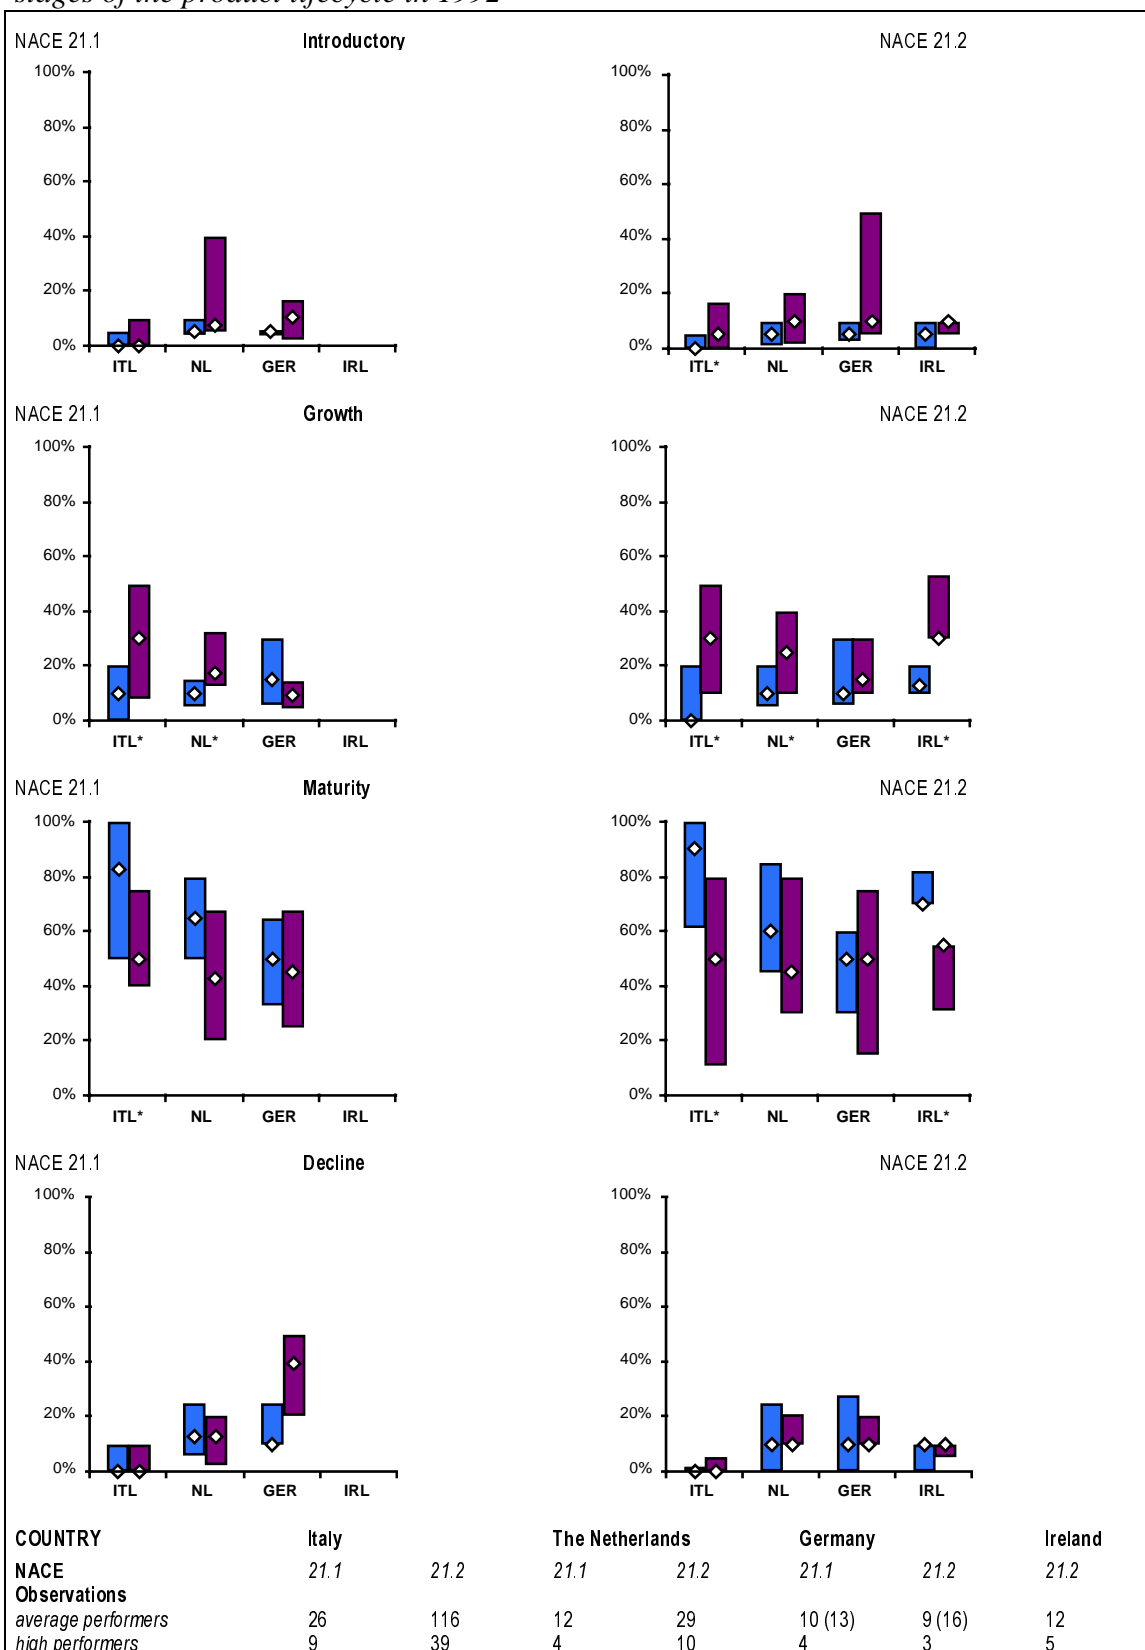 stages of the product lifecycle in 1992
NACE 21.1 Introductory NACE 21.2
100% 100%
80% 80%
60% 60%
40% 40%
20% 20%
0% 0%
ITL NL GER IRL ITL* NL GER IRL
NACE 21.1 Growth NACE 21.2
100% 100%
80% 80%
60% 60%
40% 40%
20% 20%
0% 0%
ITL* NL* GER IRL ITL* NL* GER IRL*
NACE 21.1 Maturity NACE 21.2
100% 100%
80% 80%
60% 60%
40% 40%
20% 20%
0% 0%
ITL* NL GER IRL ITL* NL GER IRL*
NACE 21.1 Decline NACE 21.2
100% 100%
80% 80%
60% 60%
40% 40%
20% 20%
0% 0%
ITL NL GER IRL ITL NL GER IRL
COUNTRY Italy The Netherlands Germany Ireland
NACE 21.1 21.2 21.1 21.2 21.1 21.2 21.2
Observations
average performers 26 116 12 29 10 (13) 9 (16) 12
high performers 9 39 4 10 4 3 5